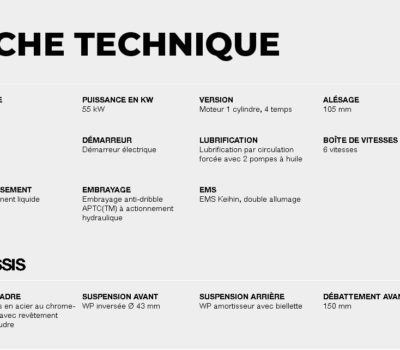 CHE TECHNIQUE
E
PUISSANCE EN KW
55 kW
VERSION
Moteur 1 cylindre, 4 temps
ALÉSAGE
105 mm
DÉMARREUR
Démarreur électrique
LUBRIFICATION
Lubrification par circulation
forcée avec 2 pompes à huile
BOÎTE DE VITESSES
6 vitesses
SEMENT
ment liquide
EMBRAYAGE
Embrayage anti-dribble
APTC(TM) à actionnement
hydraulique
EMS
EMS Keihin, double allumage
SSIS
ADRE
s en acier au chrome-
avec revêtement
udre
SUSPENSION AVANT
WP inversée Ø 43 mm
SUSPENSION ARRIÈRE
WP amortisseur avec biellette
DÉBATTEMENT AVAN
150 mm